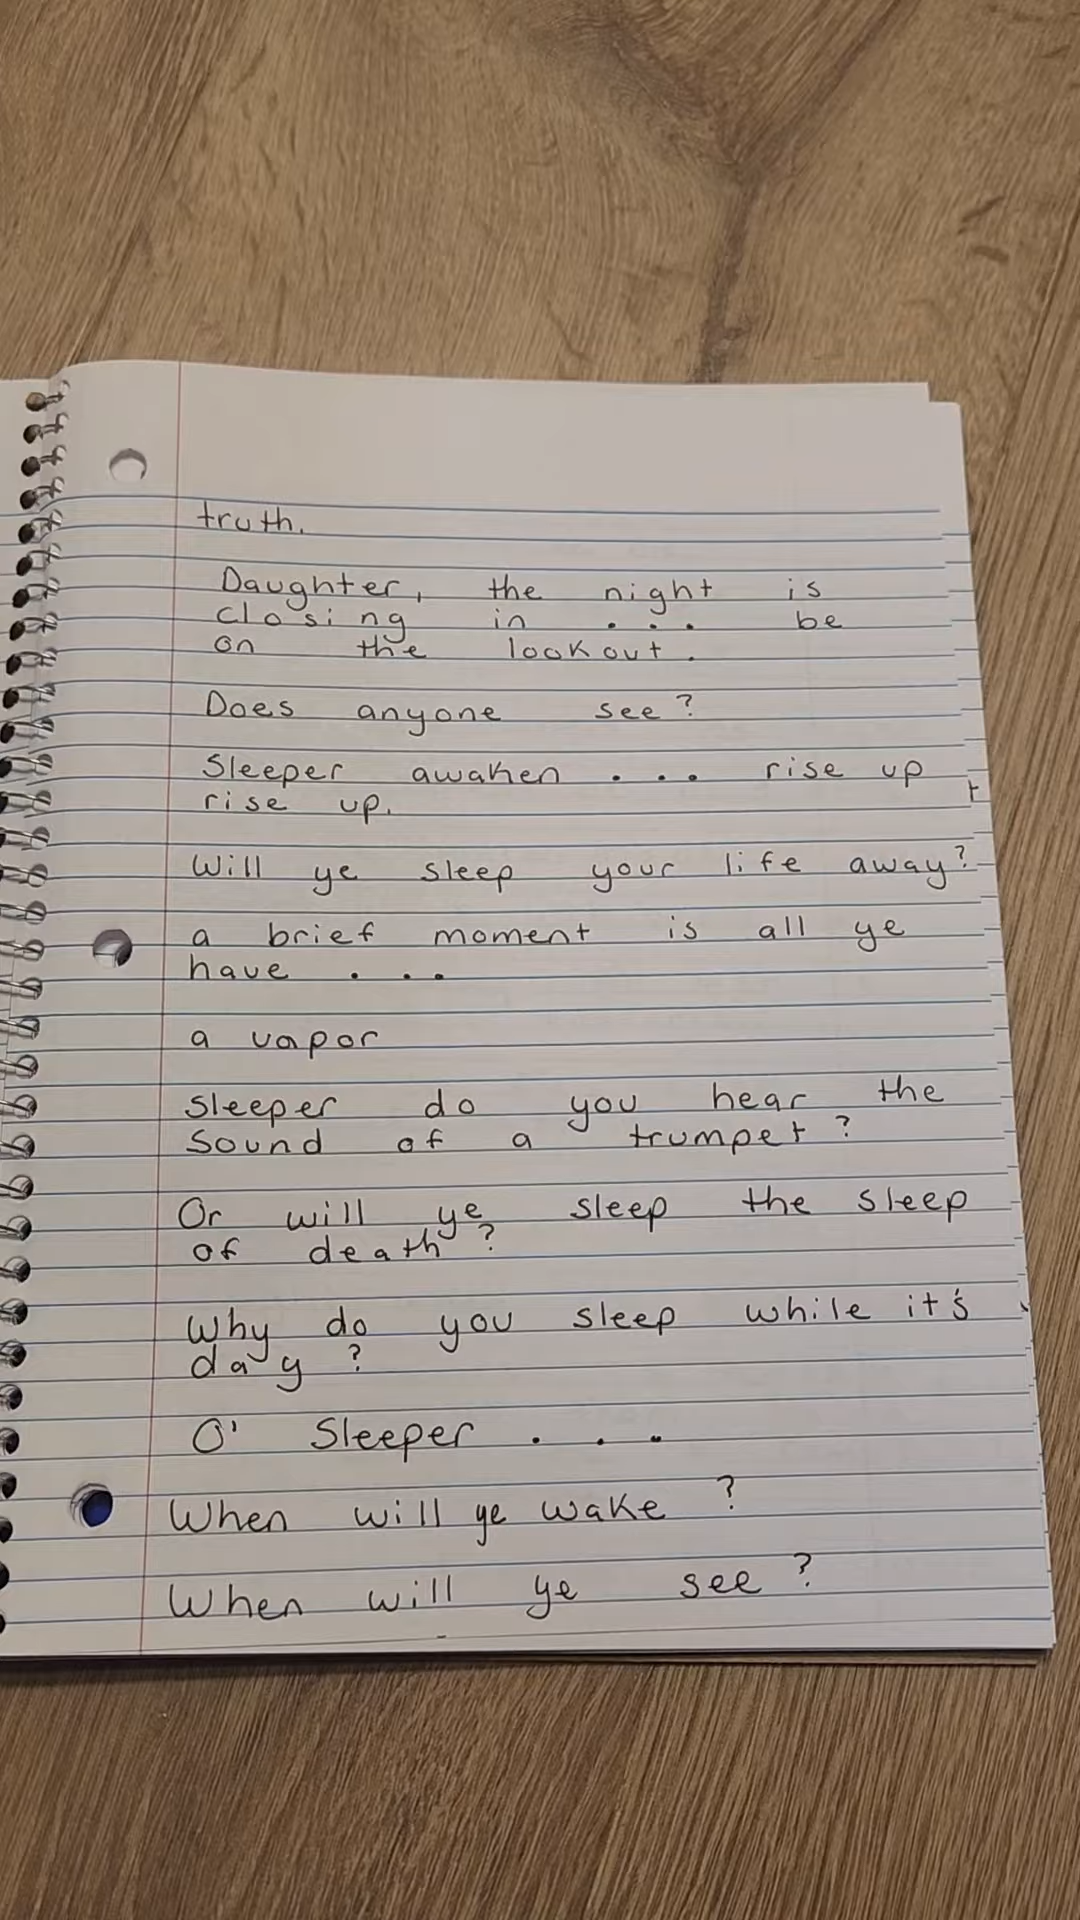 truth.
Daughter, the night is
closing in . . . be
on the lookout.
Does anyone see?
Sleeper awaken . . . rise up
rise up.
Will ye sleep your life away?
a brief moment is all ye
have . . .
a vapor
Sleeper do you hear the
sound of a trumpet?
Or will ye sleep the sleep
of death?
Why do you sleep while it's
day?
O' Sleeper . . .
When will ye wake?
When will ye see?